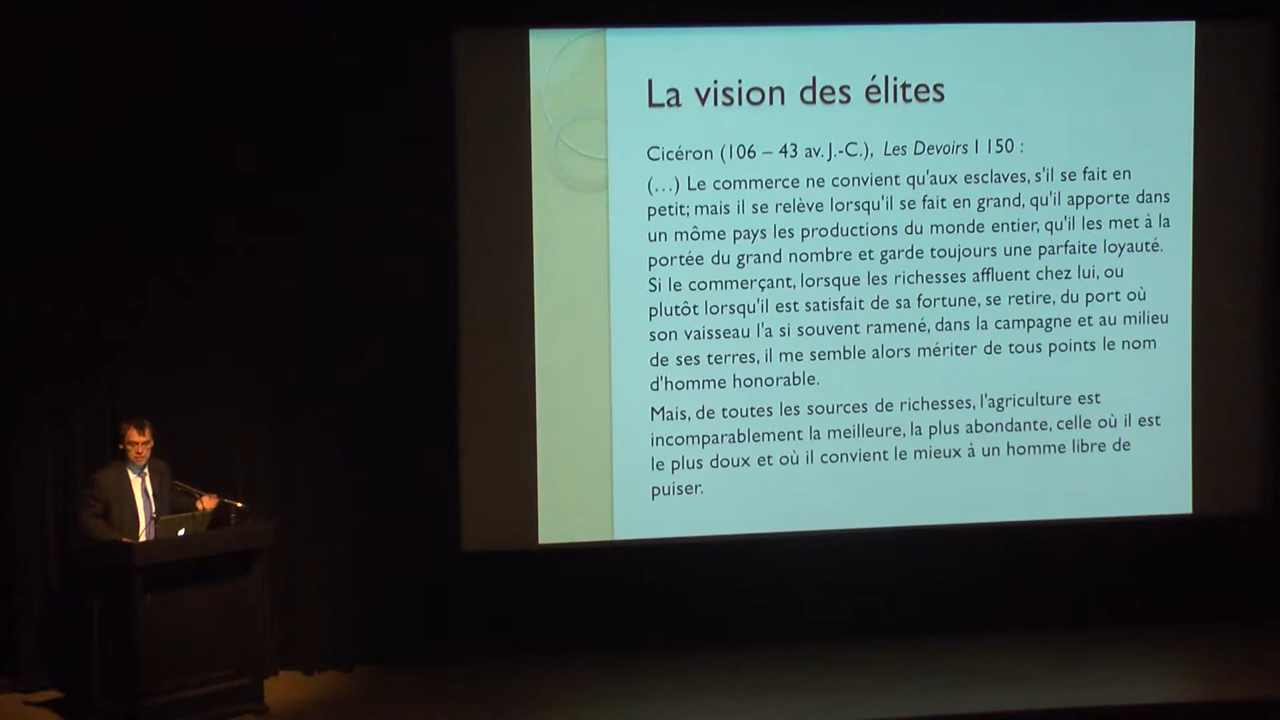 La vision des élites
Cicéron (106 – 43 av. J.-C.), Les Devoirs I 150 :
(…) Le commerce ne convient qu'aux esclaves, s'il se fait en
petit; mais il se relève lorsqu'il se fait en grand, qu'il apporte dans
un môme pays les productions du monde entier, qu'il les met à la
portée du grand nombre et garde toujours une parfaite loyauté.
Si le commerçant, lorsque les richesses affluent chez lui, ou
plutôt lorsqu'il est satisfait de sa fortune, se retire, du port où
son vaisseau l'a si souvent ramené, dans la campagne et au milieu
de ses terres, il me semble alors mériter de tous points le nom
d'homme honorable.
Mais, de toutes les sources de richesses, l'agriculture est
incomparablement la meilleure, la plus abondante, celle où il est
le plus doux et où il convient le mieux à un homme libre de
puiser.